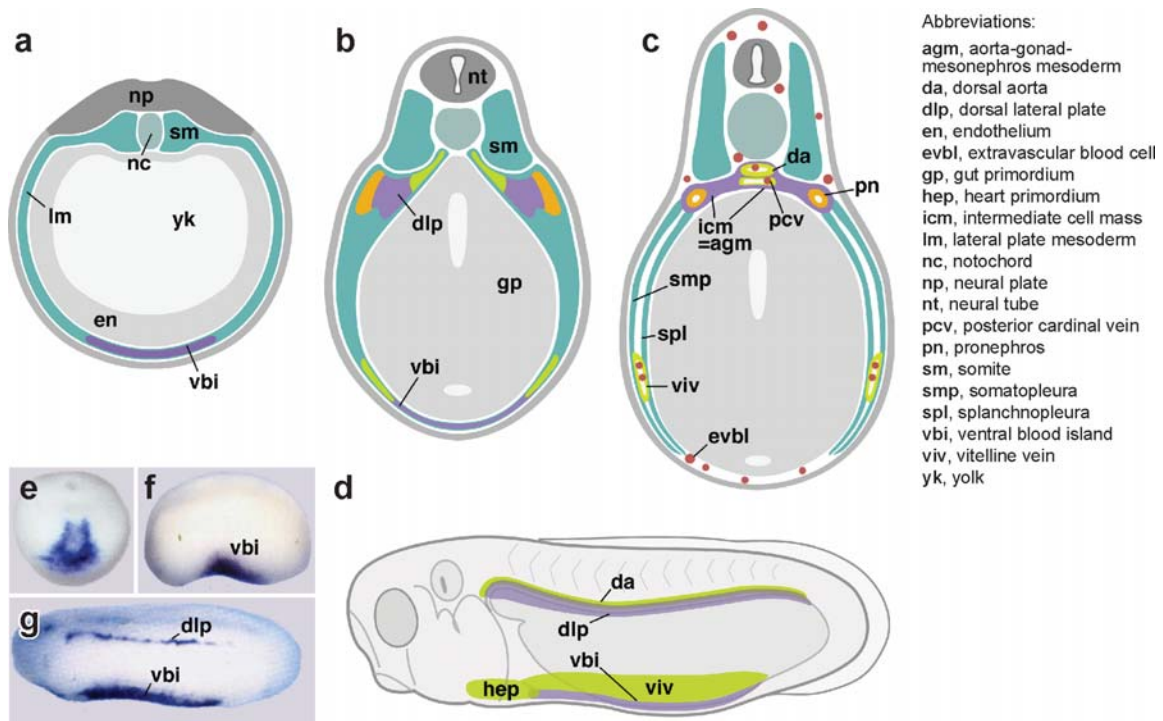 a
np
sm
nc
lm
yk
en
vbi
b
nt
sm
dlp
gp
vbi
c
da
pn
pcv
icm
=agm
smp
spl
viv
evbl
Abbreviations:
agm, aorta-gonad-
mesonephros mesoderm
da, dorsal aorta
dlp, dorsal lateral plate
en, endothelium
evbl, extravascular blood cell
gp, gut primordium
hep, heart primordium
icm, intermediate cell mass
lm, lateral plate mesoderm
nc, notochord
np, neural plate
nt, neural tube
pcv, posterior cardinal vein
pn, pronephros
sm, somite
smp, somatopleura
spl, splanchnopleura
vbi, ventral blood island
viv, vitelline vein
yk, yolk
e
f
vbi
g
dlp
vbi
d
da
dlp
vbi
hep
viv